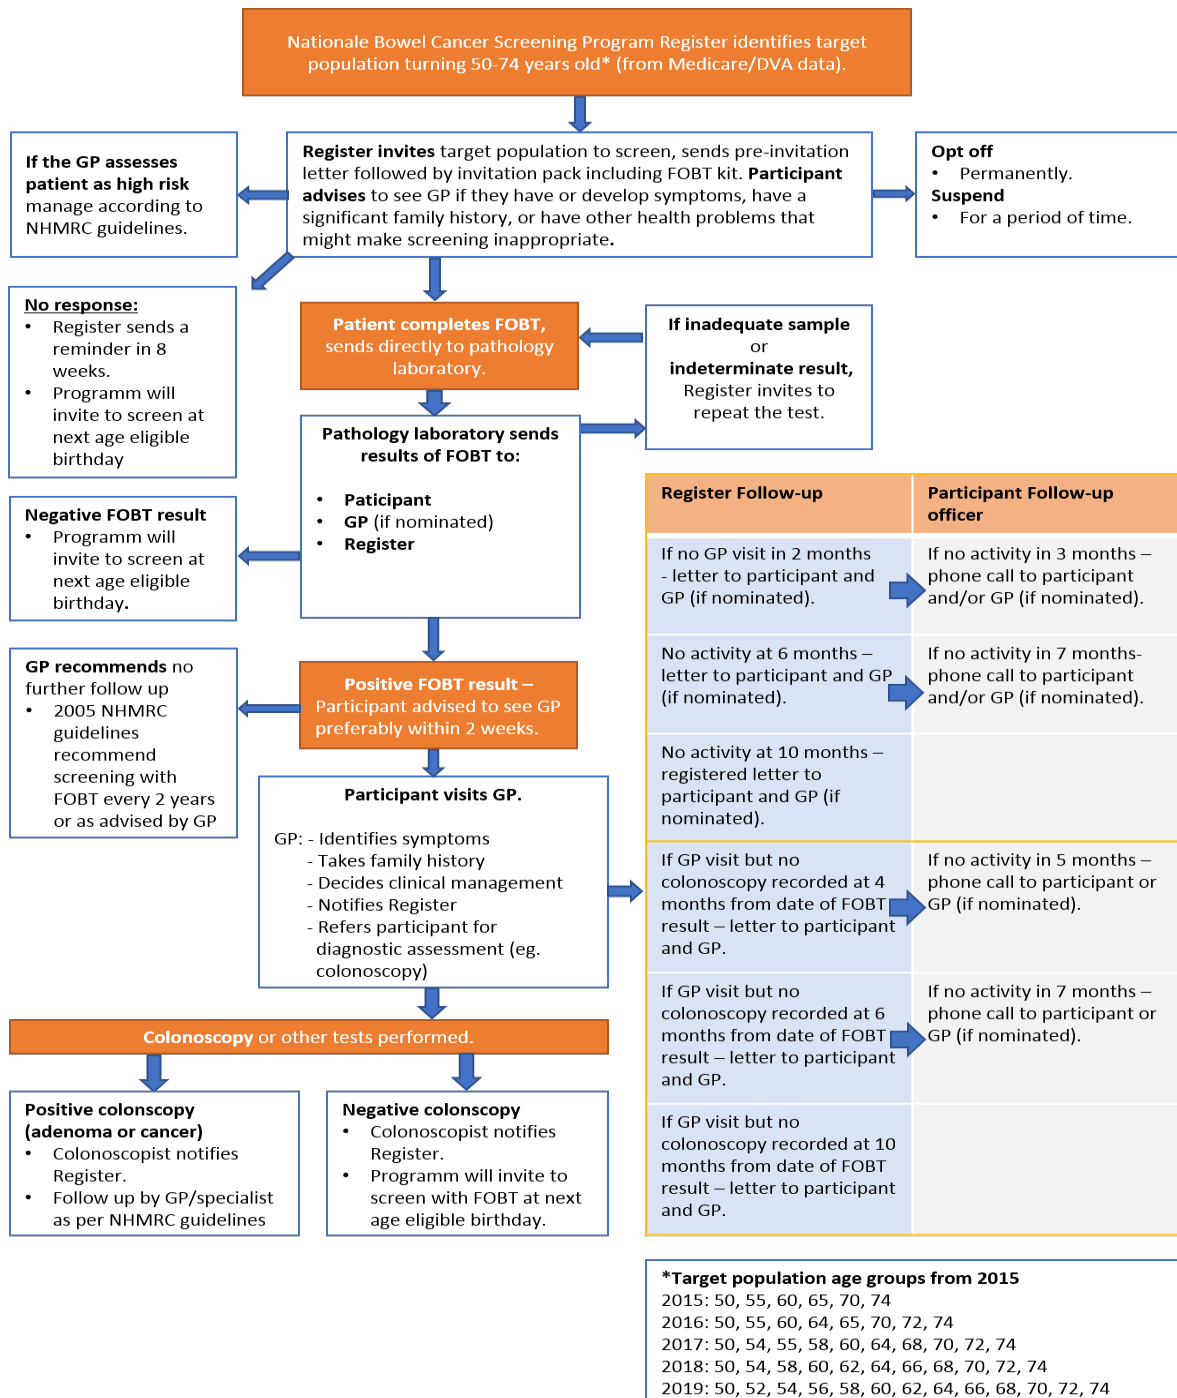 Nationale Bowel Cancer Screening Program Register identifies target
population turning 50-74 years old* (from Medicare/DVA data).
If the GP assesses
patient as high risk
manage according to
NHMRC guidelines.
Register invites target population to screen, sends pre-invitation
letter followed by invitation pack including FOBT kit. Participant
advises to see GP if they have or develop symptoms, have a
significant family history, or have other health problems that
might make screening inappropriate.
Opt off
• Permanently.
Suspend
• For a period of time.
No response:
• Register sends a
reminder in 8
weeks.
• Programm will
invite to screen at
next age eligible
birthday
Patient completes FOBT,
sends directly to pathology
laboratory.
If inadequate sample
or
indeterminate result,
Register invites to
repeat the test.
Pathology laboratory sends
results of FOBT to:
• Paticipant
• GP (if nominated)
• Register
Negative FOBT result
• Programm will
invite to screen at
next age eligible
birthday.
GP recommends no
further follow up
• 2005 NHMRC
guidelines
recommend
screening with
FOBT every 2 years
or as advised by GP
Positive FOBT result –
Participant advised to see GP
preferably within 2 weeks.
Participant visits GP.
GP: - Identifies symptoms
- Takes family history
- Decides clinical management
- Notifies Register
- Refers participant for
diagnostic assessment (eg.
colonoscopy)
Colonoscopy or other tests performed.
Positive colonscopy
(adenoma or cancer)
• Colonoscopist notifies
Register.
• Follow up by GP/specialist
as per NHMRC guidelines
Negative colonscopy
• Colonoscopist notifies
Register.
• Programm will invite to
screen with FOBT at next
age eligible birthday.
Register Follow-up
Participant Follow-up
officer
If no GP visit in 2 months
- letter to participant and
GP (if nominated).
If no activity in 3 months –
phone call to participant
and/or GP (if nominated).
No activity at 6 months –
letter to participant and GP
(if nominated).
If no activity in 7 months-
phone call to participant
and/or GP (if nominated).
No activity at 10 months –
registered letter to
participant and GP (if
nominated).
If GP visit but no
colonoscopy recorded at 4
months from date of FOBT
result – letter to participant
and GP.
If no activity in 5 months –
phone call to participant or
GP (if nominated).
If GP visit but no
colonoscopy recorded at 6
months from date of FOBT
result – letter to participant
and GP.
If no activity in 7 months –
phone call to participant or
GP (if nominated).
If GP visit but no
colonoscopy recorded at 10
months from date of FOBT
result – letter to participant
and GP.
*Target population age groups from 2015
2015: 50, 55, 60, 65, 70, 74
2016: 50, 55, 60, 64, 65, 70, 72, 74
2017: 50, 54, 55, 58, 60, 64, 68, 70, 72, 74
2018: 50, 54, 58, 60, 62, 64, 66, 68, 70, 72, 74
2019: 50, 52, 54, 56, 58, 60, 62, 64, 66, 68, 70, 72, 74